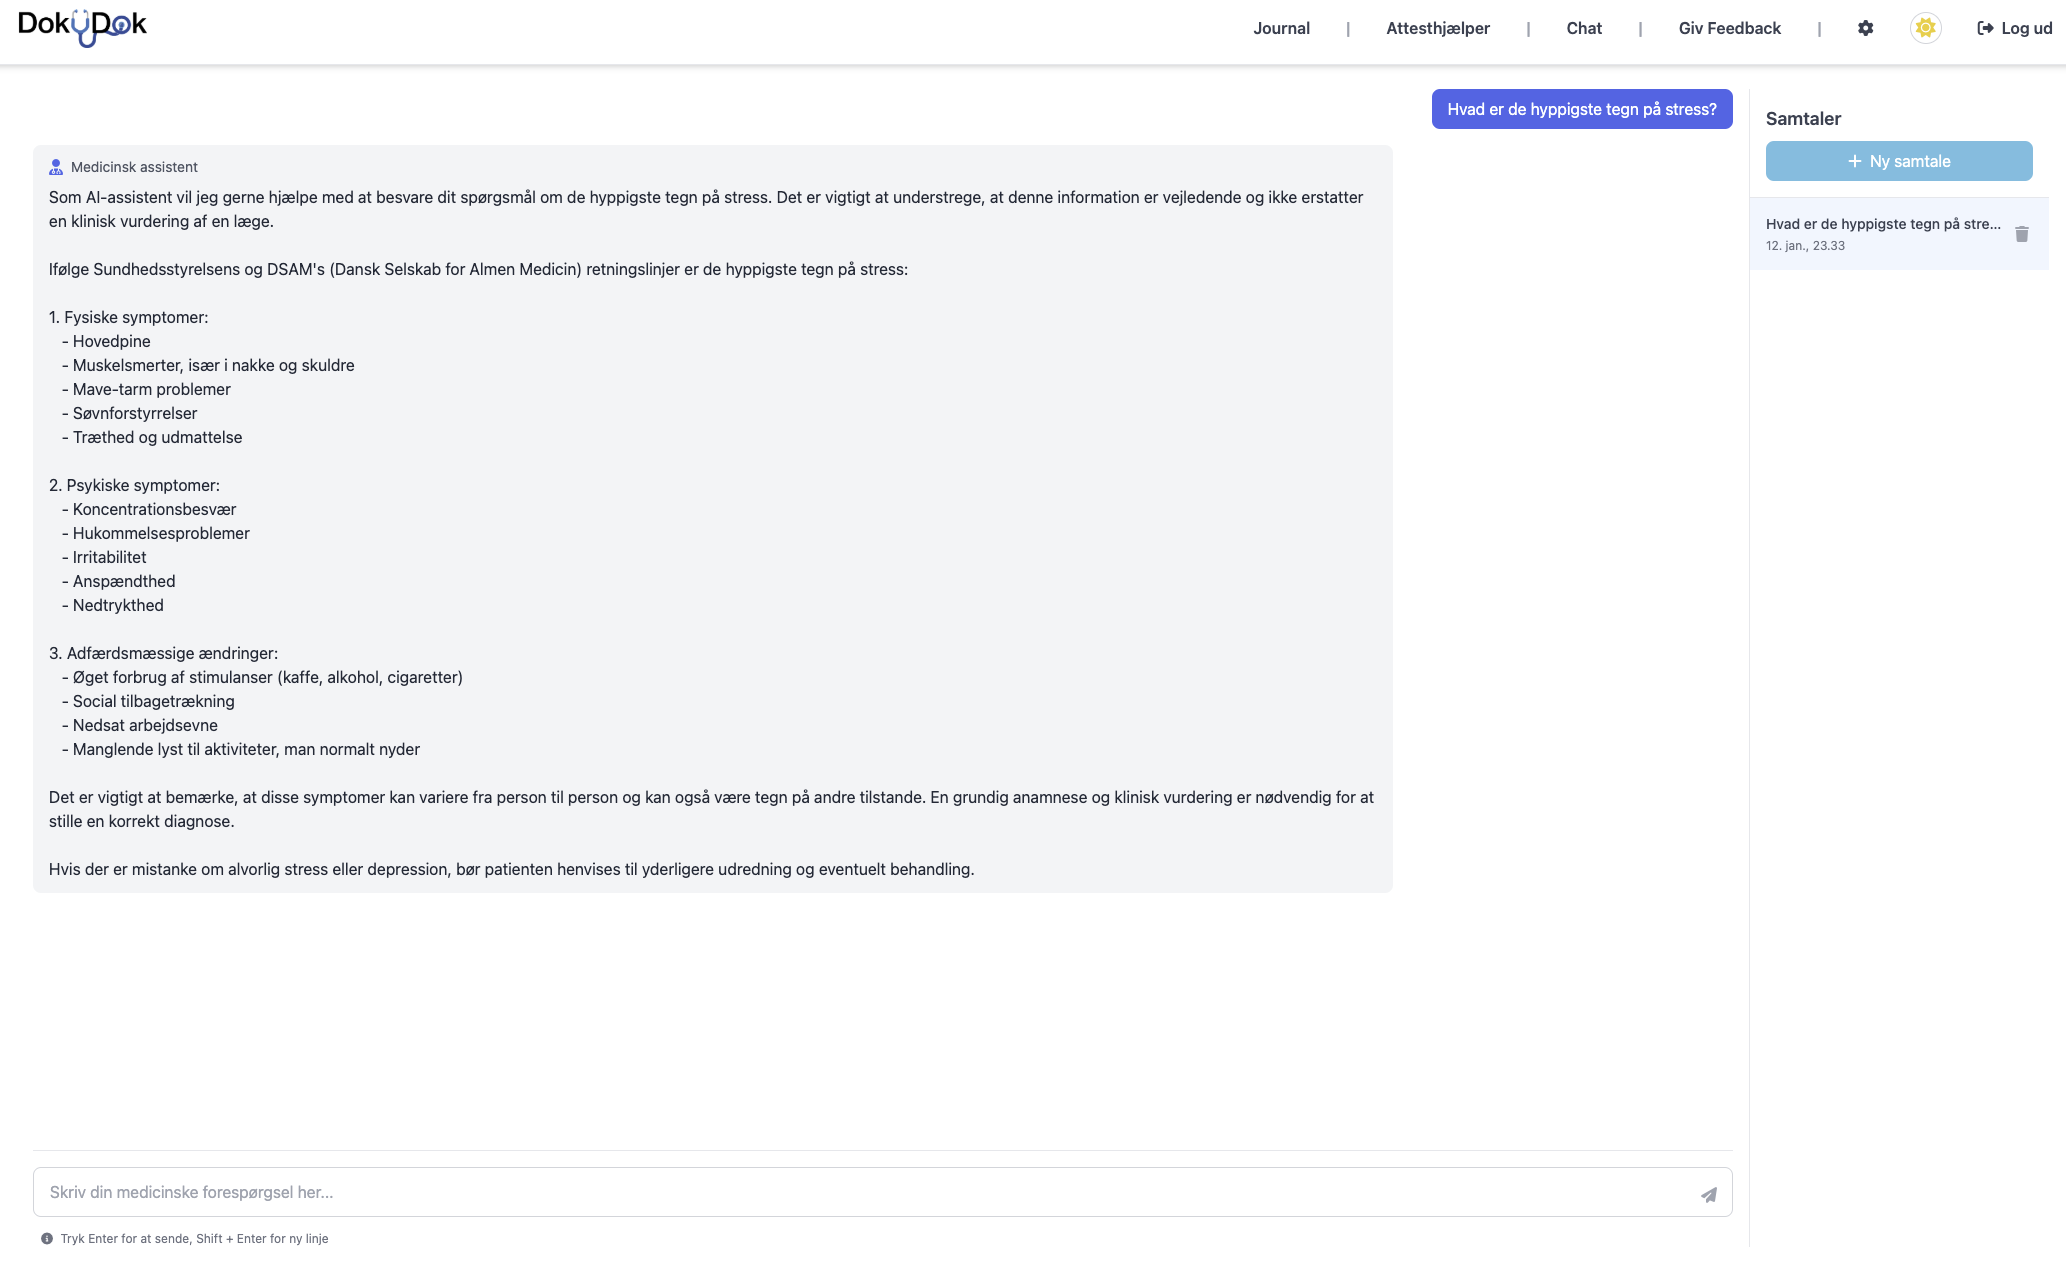 DokyDok
Journal | Attesthjælper | Chat | Giv Feedback | Log ud
Hvad er de hyppigste tegn på stress?
Medicinsk assistent
Som AI-assistent vil jeg gerne hjælpe med at besvare dit spørgsmål om de hyppigste tegn på stress. Det er vigtigt at understrege, at denne information er vejledende og ikke erstatter
en klinisk vurdering af en læge.
Ifølge Sundhedsstyrelsens og DSAM's (Dansk Selskab for Almen Medicin) retningslinjer er de hyppigste tegn på stress:
1. Fysiske symptomer:
- Hovedpine
- Muskelsmerter, især i nakke og skuldre
- Mave-tarm problemer
- Søvnforstyrrelser
- Træthed og udmattelse
2. Psykiske symptomer:
- Koncentrationsbesvær
- Hukommelsesproblemer
- Irritabilitet
- Anspændthed
- Nedtrykthed
3. Adfærdsmæssige ændringer:
- Øget forbrug af stimulanser (kaffe, alkohol, cigaretter)
- Social tilbagetrækning
- Nedsat arbejdsevne
- Manglende lyst til aktiviteter, man normalt nyder
Det er vigtigt at bemærke, at disse symptomer kan variere fra person til person og kan også være tegn på andre tilstande. En grundig anamnese og klinisk vurdering er nødvendig for at
stille en korrekt diagnose.
Hvis der er mistanke om alvorlig stress eller depression, bør patienten henvises til yderligere udredning og eventuelt behandling.
Skriv din medicinske forespørgsel her...
Tryk Enter for at sende, Shift + Enter for ny linje
Samtaler
+ Ny samtale
Hvad er de hyppigste tegn på stre...
12. jan., 23.33